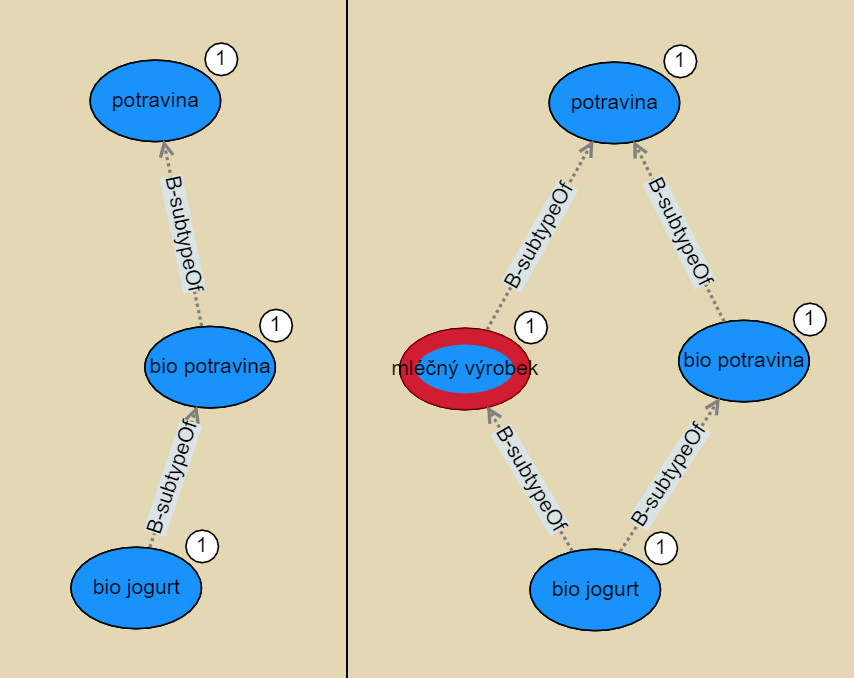 1
potravina
B-subtypeOf
1
bio potravina
B-subtypeOf
1
bio jogurt
1
potravina
B-subtypeOf
B-subtypeOf
1
mléčný výrobek
1
bio potravina
B-subtypeOf
B-subtypeOf
1
bio jogurt